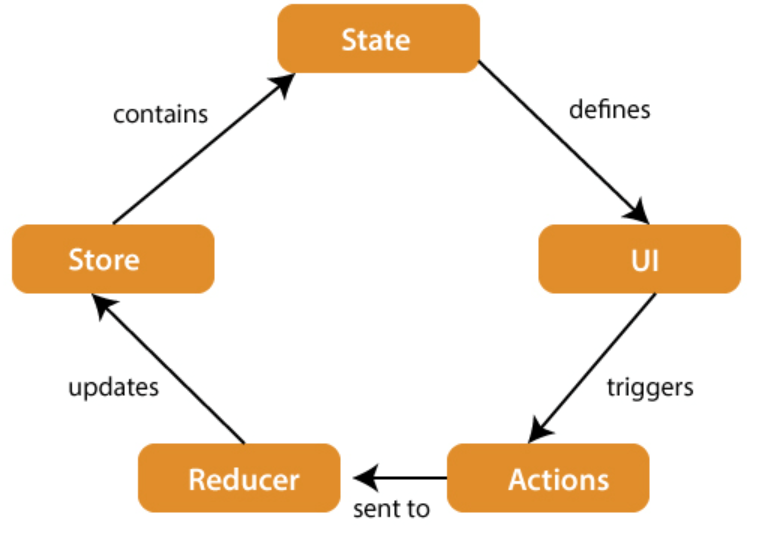 State
contains
defines
Store
UI
updates
triggers
Reducer
Actions
sent to